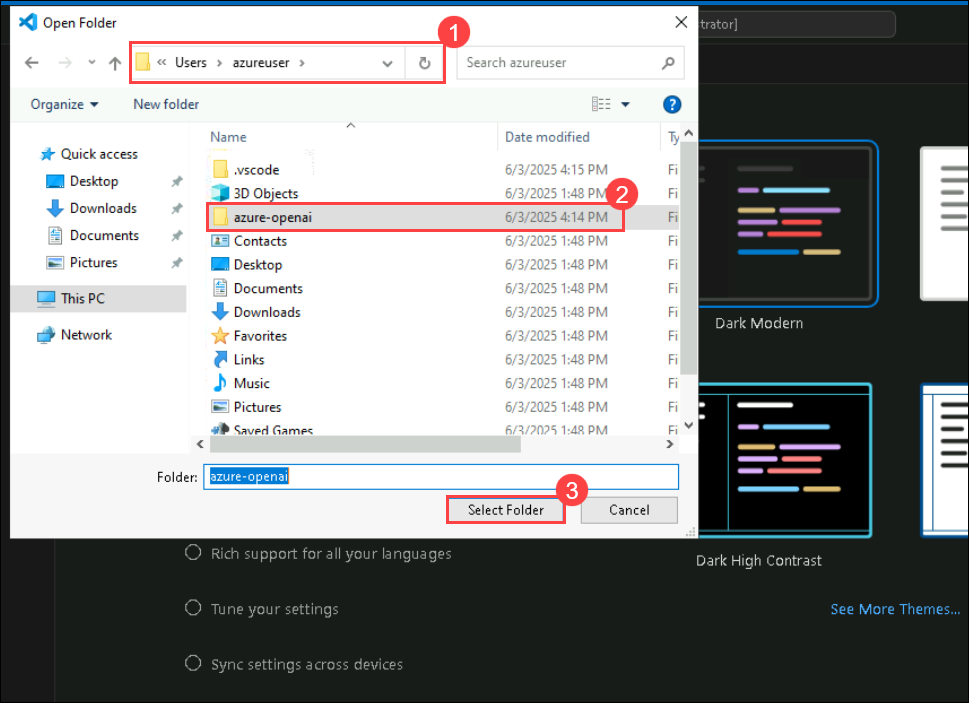 Open Folder
trator]
1
« Users › azureuser ›
Search azureuser
Organize
New folder
?
Name
Date modified
Ty
Quick access
Desktop
Downloads
Documents
Pictures
This PC
Network
.vscode 6/3/2025 4:15 PM Fi
3D Objects 6/3/2025 1:48 PM Fi
2
azure-openai 6/3/2025 4:14 PM Fi
Contacts 6/3/2025 1:48 PM Fi
Desktop 6/3/2025 1:48 PM Fi
Documents 6/3/2025 1:48 PM Fi
Downloads 6/3/2025 1:48 PM Fi
Favorites 6/3/2025 1:48 PM Fi
Links 6/3/2025 1:48 PM Fi
Music 6/3/2025 1:48 PM Fi
Pictures 6/3/2025 1:48 PM Fi
Saved Games 6/3/2025 1:48 PM Fi
Folder: azure-openai
3
Select Folder
Cancel
Dark Modern
Dark High Contrast
See More Themes...
Rich support for all your languages
Tune your settings
Sync settings across devices